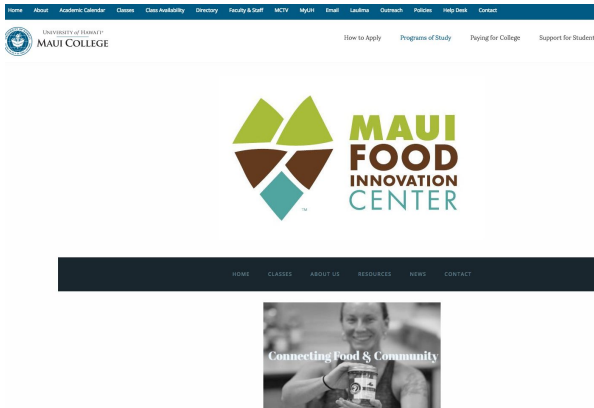 Home About Academic Calendar Classes Class Availability Directory Faculty & Staff MCTV MyUH Email Laulima Outreach Policies Help Desk Contact
UNIVERSITY of HAWAIʻI®
MAUI COLLEGE
How to Apply Programs of Study Paying for College Support for Student
MAUI
FOOD
INNOVATION
CENTER
™
HOME CLASSES ABOUT US RESOURCES NEWS CONTACT
Connecting Food & Community